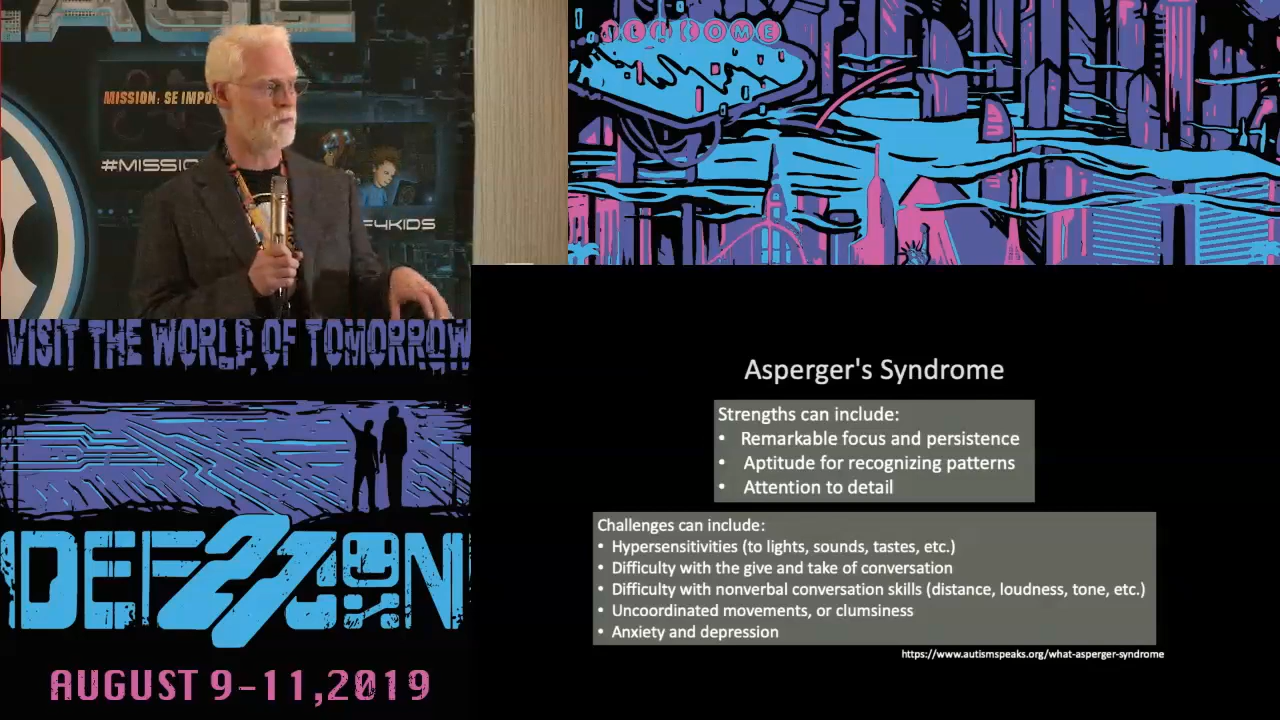 MISSION: SE IMPO
#MISSIO
F4KIDS
WELCOME
VISIT THE WORLD OF TOMORROW
DEF CON
27
AUGUST 9-11,2019
Asperger's Syndrome
Strengths can include:
• Remarkable focus and persistence
• Aptitude for recognizing patterns
• Attention to detail
Challenges can include:
• Hypersensitivities (to lights, sounds, tastes, etc.)
• Difficulty with the give and take of conversation
• Difficulty with nonverbal conversation skills (distance, loudness, tone, etc.)
• Uncoordinated movements, or clumsiness
• Anxiety and depression
https://www.autismspeaks.org/what-asperger-syndrome